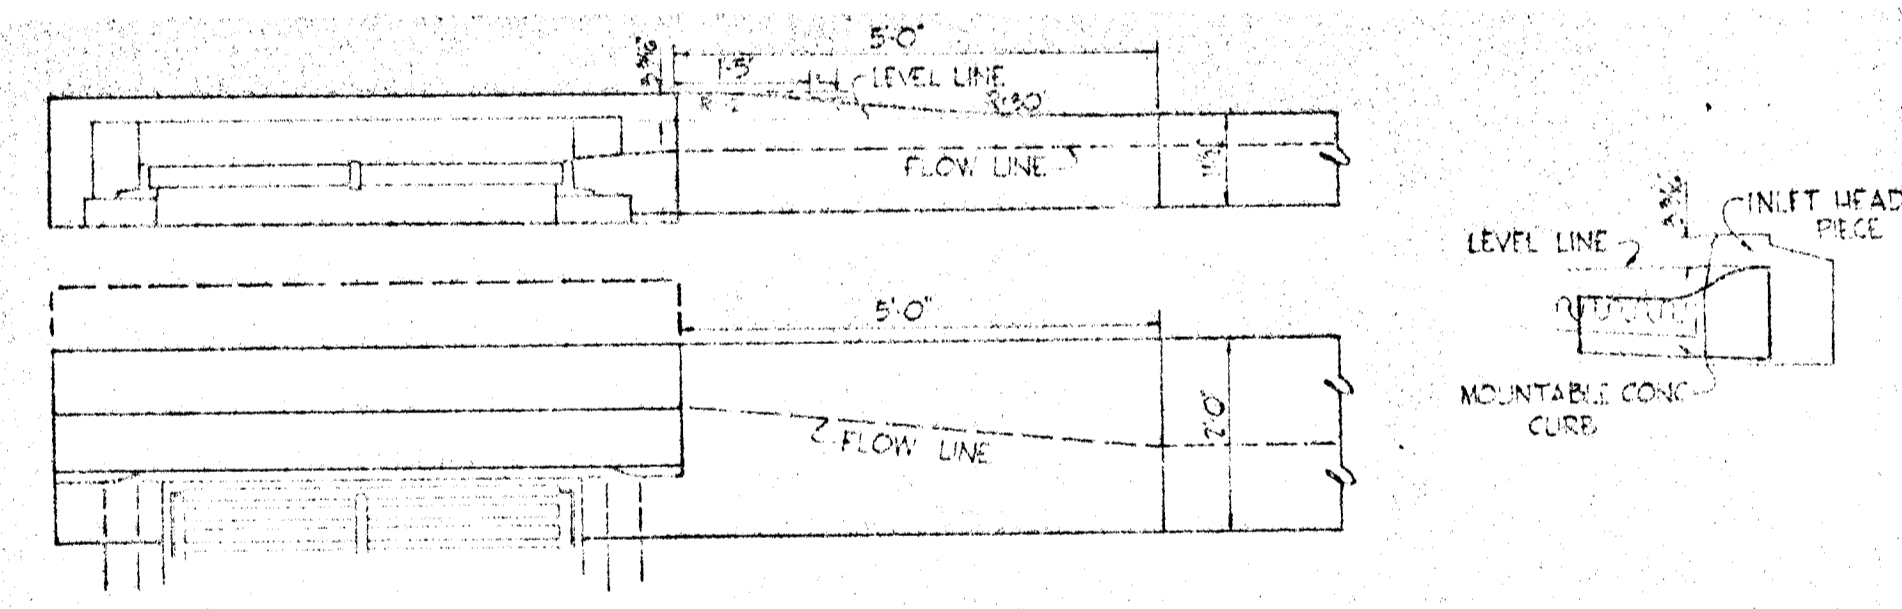 5'-0"
1'-5"
LEVEL LINE
FLOW LINE
INLET HEAD
PIECE
LEVEL LINE
5'-0"
2'-0"
FLOW LINE
MOUNTABLE CONC
CURB